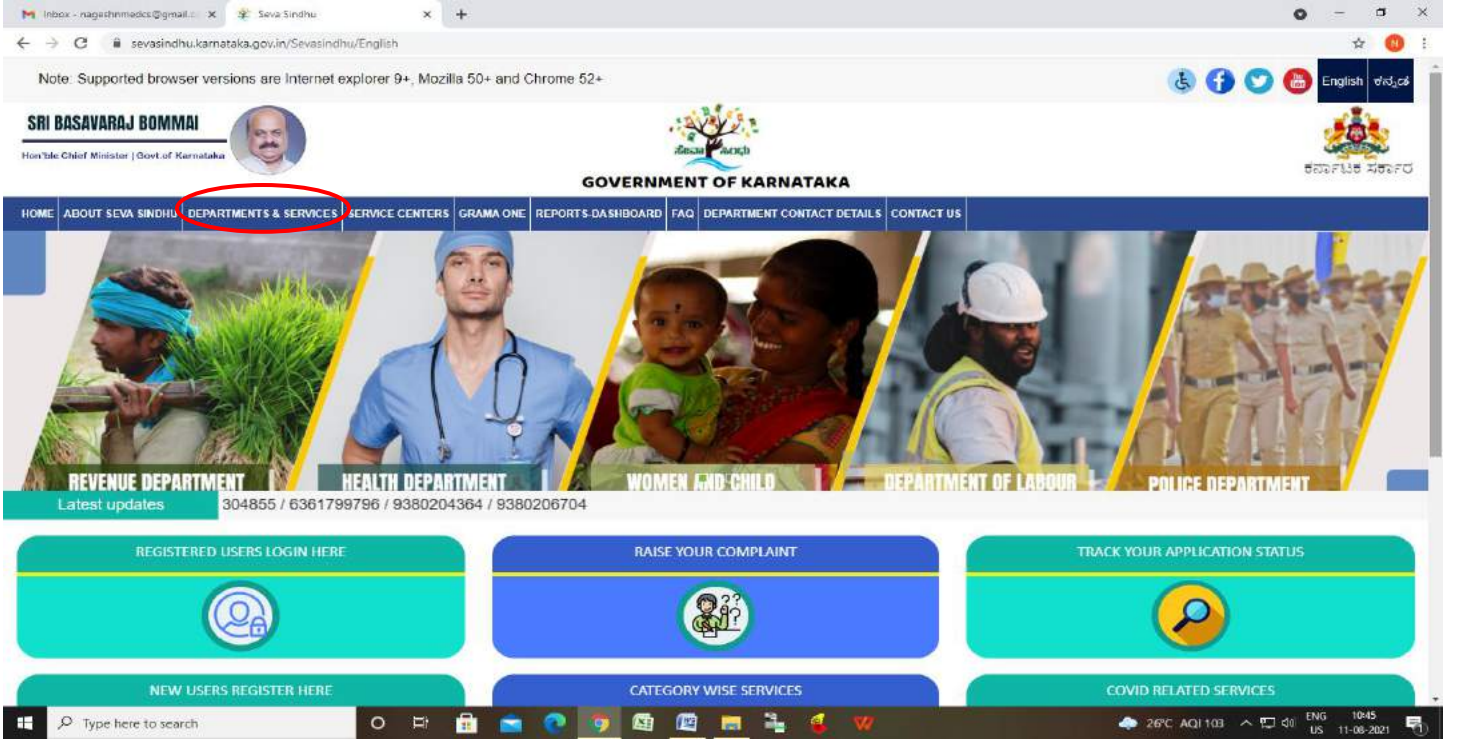 Inbox - nageshnmedcs@gmail.c
Seva Sindhu
sevasindhu.karnataka.gov.in/Sevasindhu/English
N
Note: Supported browser versions are Internet explorer 9+, Mozilla 50+ and Chrome 52+
English ಕನ್ನಡ
SRI BASAVARAJ BOMMAI
Hon'ble Chief Minister | Govt.of Karnataka
ಸೇವಾ ಸಿಂಧು
GOVERNMENT OF KARNATAKA
ಕರ್ನಾಟಕ ಸರ್ಕಾರ
HOME ABOUT SEVA SINDHU DEPARTMENTS & SERVICES SERVICE CENTERS GRAMA ONE REPORTS-DASHBOARD FAQ DEPARTMENT CONTACT DETAILS CONTACT US
REVENUE DEPARTMENT HEALTH DEPARTMENT WOMEN AND CHILD DEPARTMENT OF LABOUR POLICE DEPARTMENT
Latest updates 304855 / 6361799796 / 9380204364 / 9380206704
REGISTERED USERS LOGIN HERE RAISE YOUR COMPLAINT TRACK YOUR APPLICATION STATUS
NEW USERS REGISTER HERE CATEGORY WISE SERVICES COVID RELATED SERVICES
Type here to search
26°C AQI 103
ENG
US
10:45
11-08-2021